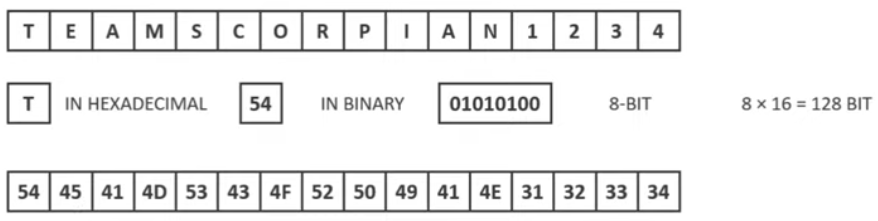 T E A M S C O R P I A N 1 2 3 4
T IN HEXADECIMAL 54 IN BINARY 01010100 8-BIT 8 × 16 = 128 BIT
54 45 41 4D 53 43 4F 52 50 49 41 4E 31 32 33 34